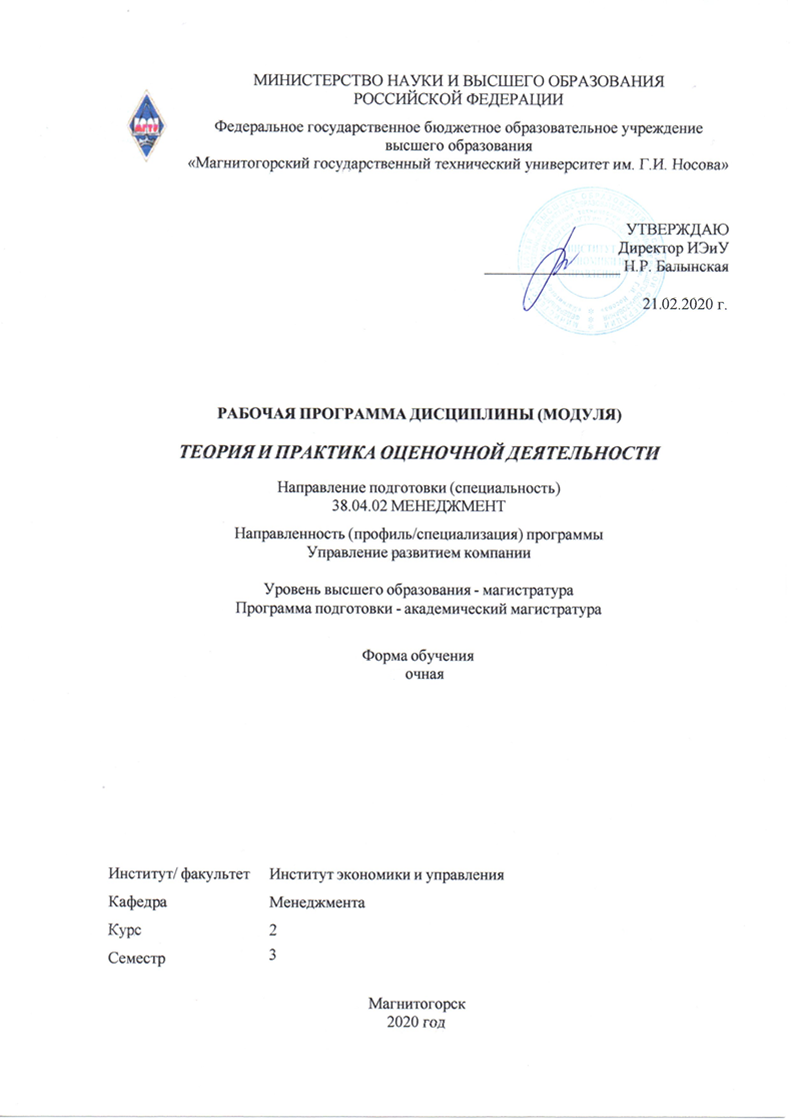 МИНИСТЕРСТВО НАУКИ И ВЫСШЕГО ОБРАЗОВАНИЯ
РОССИЙСКОЙ ФЕДЕРАЦИИ
Федеральное государственное бюджетное образовательное учреждение
высшего образования
«Магнитогорский государственный технический университет им. Г.И. Носова»
МГТУ
УТВЕРЖДАЮ
Директор ИЭиУ
Н.Р. Балынская
21.02.2020 г.
РАБОЧАЯ ПРОГРАММА ДИСЦИПЛИНЫ (МОДУЛЯ)
ТЕОРИЯ И ПРАКТИКА ОЦЕНОЧНОЙ ДЕЯТЕЛЬНОСТИ
Направление подготовки (специальность)
38.04.02 МЕНЕДЖМЕНТ
Направленность (профиль/специализация) программы
Управление развитием компании
Уровень высшего образования - магистратура
Программа подготовки - академический магистратура
Форма обучения
очная
Институт/ факультет Институт экономики и управления
Кафедра Менеджмента
Курс 2
Семестр 3
Магнитогорск
2020 год